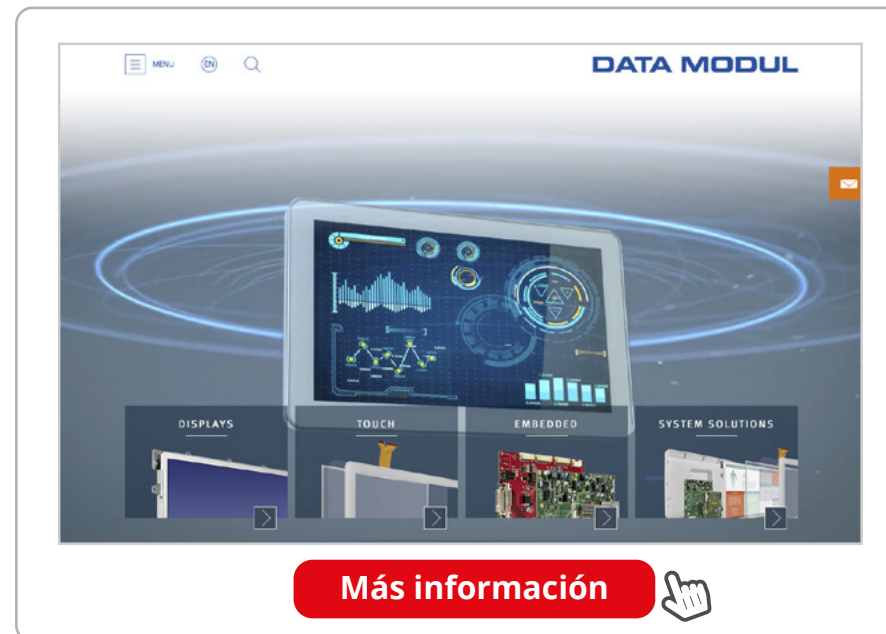 MENU EN DATA MODUL
DISPLAYS TOUCH EMBEDDED SYSTEM SOLUTIONS
Más información